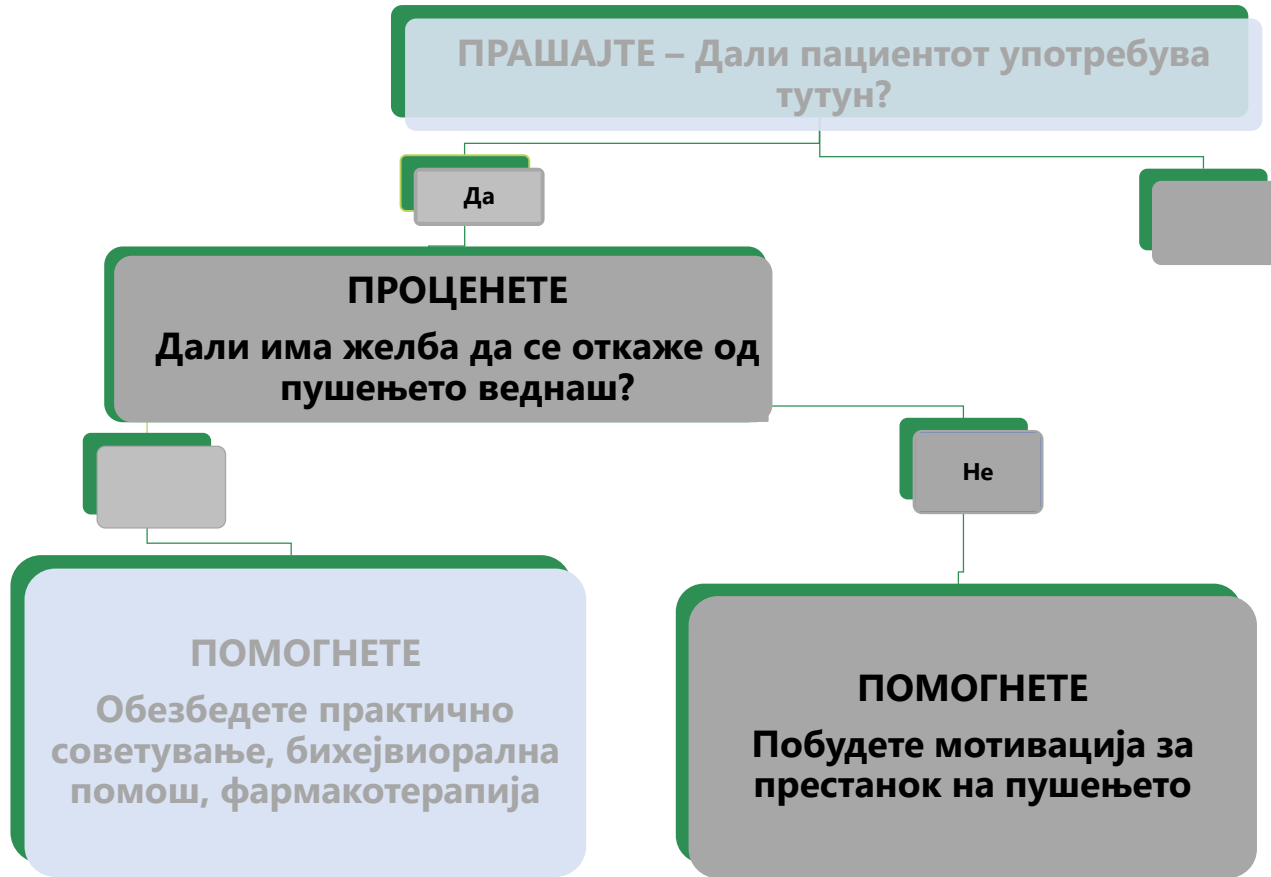 ПРАШАЈТЕ – Дали пациентот употребува
тутун?
Да
ПРОЦЕНЕТЕ
Дали има желба да се откаже од
пушењето веднаш?
Не
ПОМОГНЕТЕ
Обезбедете практично
советување, бихејвиорална
помош, фармакотерапија
ПОМОГНЕТЕ
Побудете мотивација за
престанок на пушењето